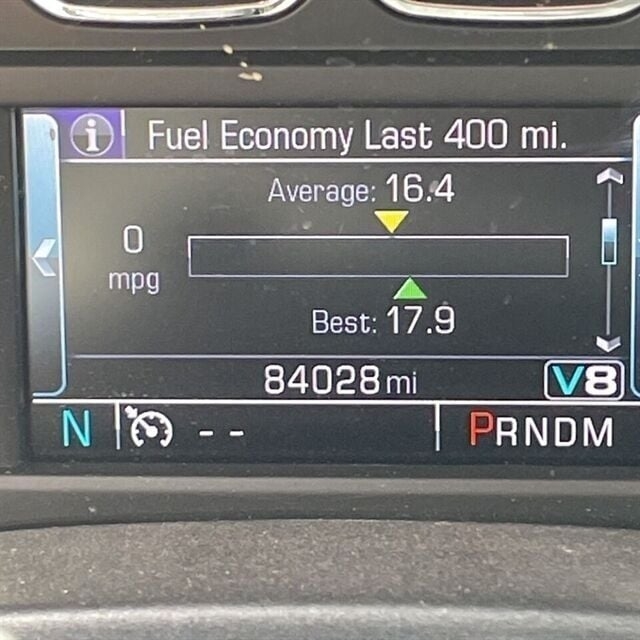 i Fuel Economy Last 400 mi.
Average: 16.4
0
mpg
Best: 17.9
84028 mi V8
N -- PRNDM